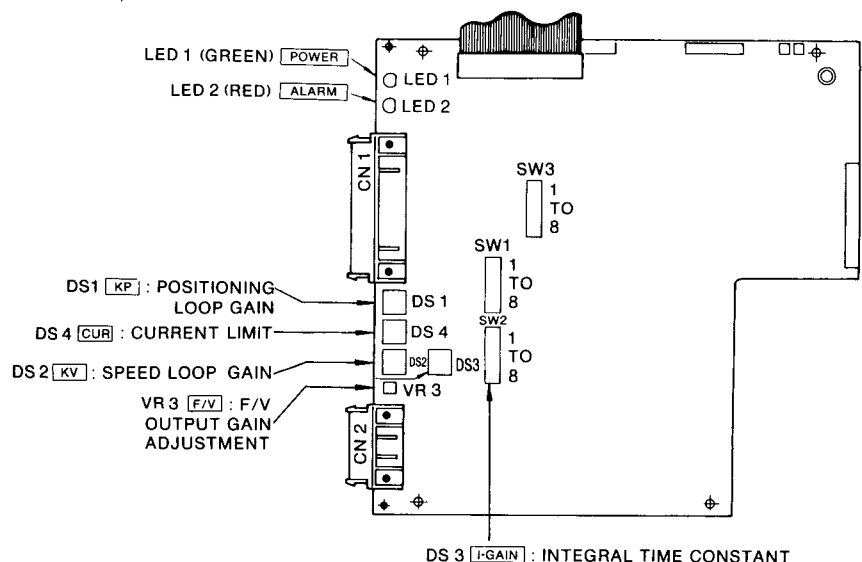 LED 1 (GREEN) POWER
LED 2 (RED) ALARM
LED 1
LED 2
CN 1
SW3
1
TO
8
SW1
1
TO
8
DS1 KP : POSITIONING
LOOP GAIN
DS 1
DS 4 CUR : CURRENT LIMIT
DS 4
SW2
1
TO
8
DS 2 KV : SPEED LOOP GAIN
DS2
DS3
VR 3 F/V : F/V
OUTPUT GAIN
ADJUSTMENT
VR 3
CN 2
DS 3 I-GAIN : INTEGRAL TIME CONSTANT